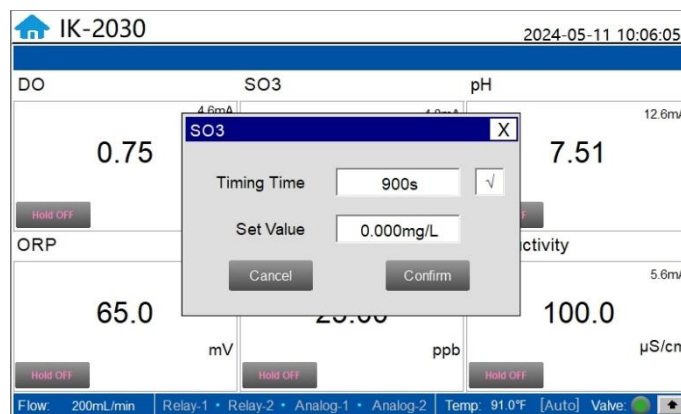 IK-2030
2024-05-11 10:06:05
DO
SO3
pH
4.6mA
12.6mA
0.75
7.51
Hold OFF
SO3
X
Timing Time
900s
√
Set Value
0.000mg/L
Cancel
Confirm
ORP
5.6mA
65.0
100.0
mV
ppb
µS/cm
Hold OFF
Hold OFF
Hold OFF
Flow: 200mL/min Relay-1 • Relay-2 • Analog-1 • Analog-2 Temp: 91.0°F [Auto] Valve: